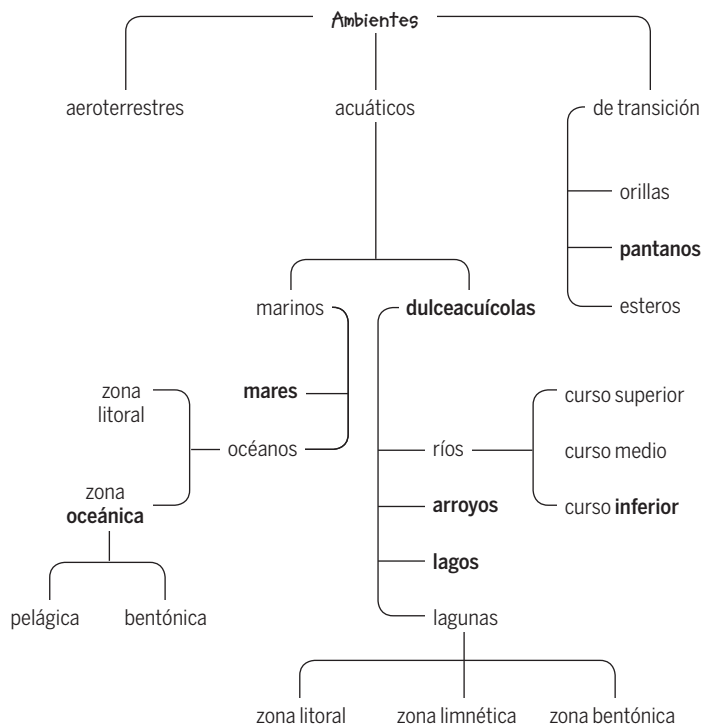 Ambientes
aeroterrestres
acuáticos
de transición
orillas
pantanos
esteros
marinos
dulceacuícolas
mares
océanos
zona
litoral
zona
oceánica
pelágica
bentónica
ríos
curso superior
curso medio
curso inferior
arroyos
lagos
lagunas
zona litoral
zona limnética
zona bentónica